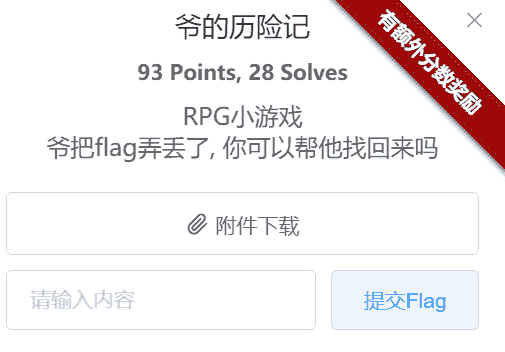 爷的历险记
有额外分数奖励
93 Points, 28 Solves
RPG小游戏
爷把flag弄丢了, 你可以帮他找回来吗
附件下载
请输入内容
提交Flag